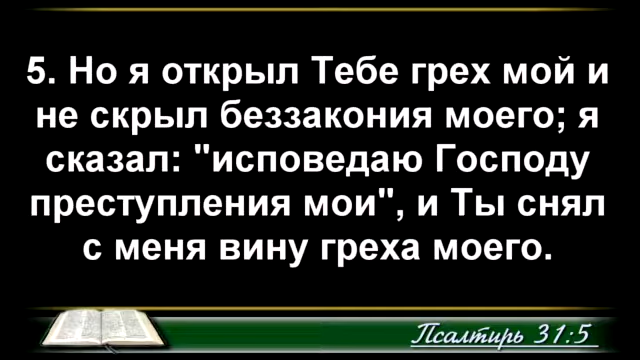 5. Но я открыл Тебе грех мой и
не скрыл беззакония моего; я
сказал: "исповедаю Господу
преступления мои", и Ты снял
с меня вину греха моего.
Псалтирь 31:5